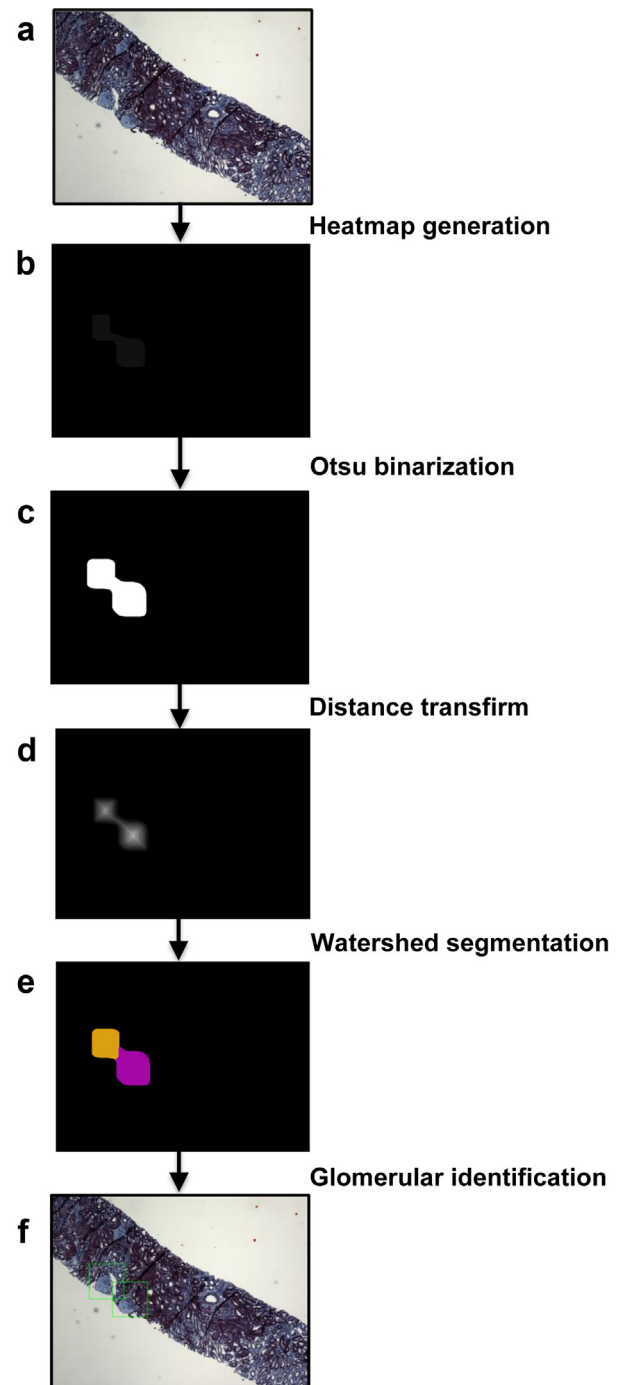 a
Heatmap generation
b
Otsu binarization
c
Distance transfirm
d
Watershed segmentation
e
Glomerular identification
f